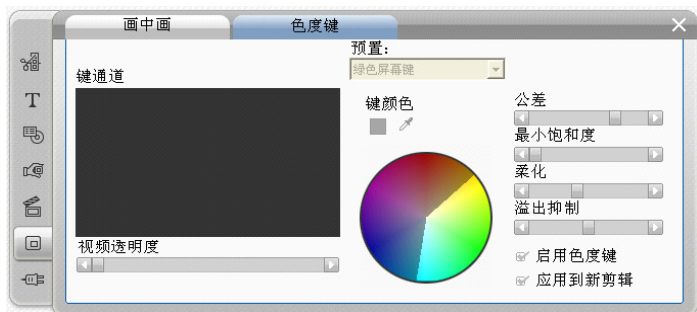 画中画
色度键
预置:
绿色屏幕键
键通道
键颜色
公差
最小饱和度
柔化
溢出抑制
视频透明度
启用色度键
应用到新剪辑
T